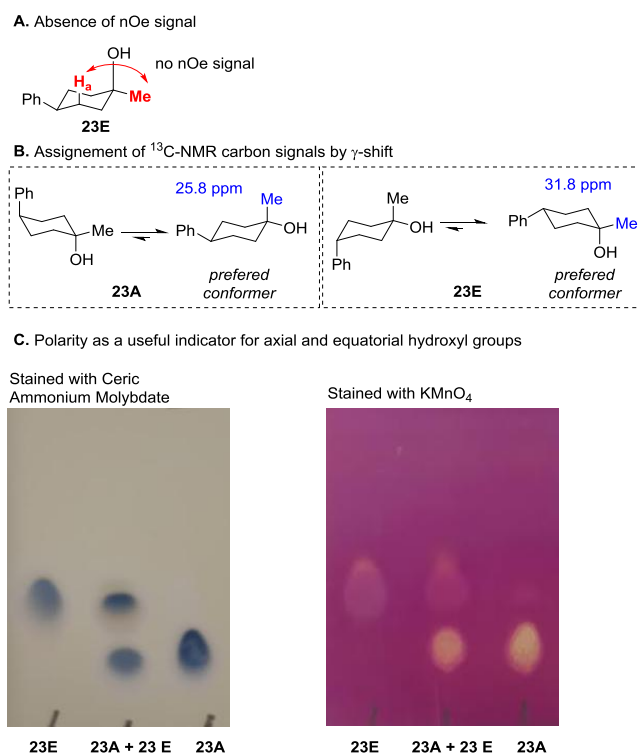 A. Absence of nOe signal
OH
Ha
no nOe signal
Ph
Me
23E
B. Assignement of 13C-NMR carbon signals by γ-shift
Ph
Me
OH
23A
25.8 ppm
Me
Ph
OH
prefered
conformer
Me
OH
Ph
23E
31.8 ppm
Ph
Me
OH
prefered
conformer
C. Polarity as a useful indicator for axial and equatorial hydroxyl groups
Stained with Ceric
Ammonium Molybdate
Stained with KMnO4
23E 23A + 23 E 23A
23E 23A + 23 E 23A